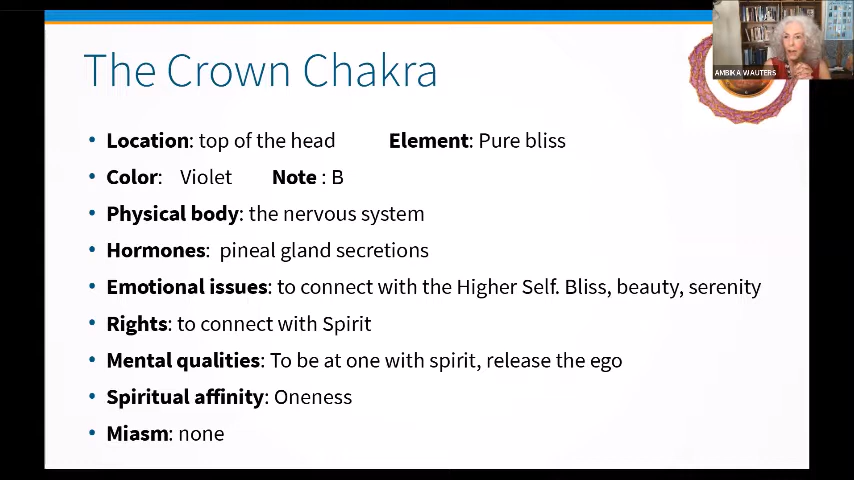 AMBIKA WAUTERS
The Crown Chakra
• Location: top of the head Element: Pure bliss
• Color: Violet Note : B
• Physical body: the nervous system
• Hormones: pineal gland secretions
• Emotional issues: to connect with the Higher Self. Bliss, beauty, serenity
• Rights: to connect with Spirit
• Mental qualities: To be at one with spirit, release the ego
• Spiritual affinity: Oneness
• Miasm: none